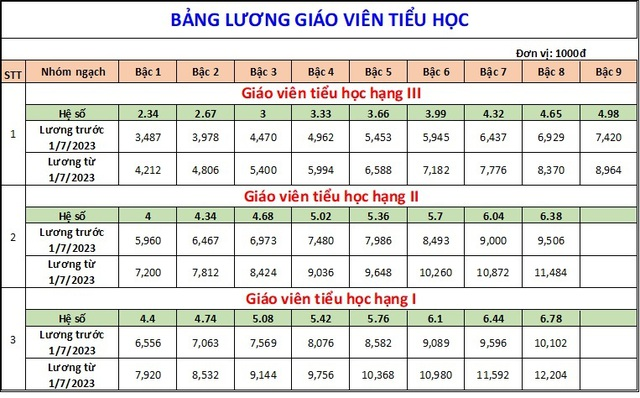 BẢNG LƯƠNG GIÁO VIÊN TIỂU HỌC
Đơn vị: 1000đ
STT Nhóm ngạch Bậc 1 Bậc 2 Bậc 3 Bậc 4 Bậc 5 Bậc 6 Bậc 7 Bậc 8 Bậc 9
Giáo viên tiểu học hạng III
1
Hệ số 2.34 2.67 3 3.33 3.66 3.99 4.32 4.65 4.98
Lương trước
1/7/2023 3,487 3,978 4,470 4,962 5,453 5,945 6,437 6,929 7,420
Lương từ
1/7/2023 4,212 4,806 5,400 5,994 6,588 7,182 7,776 8,370 8,964
Giáo viên tiểu học hạng II
2
Hệ số 4 4.34 4.68 5.02 5.36 5.7 6.04 6.38
Lương trước
1/7/2023 5,960 6,467 6,973 7,480 7,986 8,493 9,000 9,506
Lương từ
1/7/2023 7,200 7,812 8,424 9,036 9,648 10,260 10,872 11,484
Giáo viên tiểu học hạng I
3
Hệ số 4.4 4.74 5.08 5.42 5.76 6.1 6.44 6.78
Lương trước
1/7/2023 6,556 7,063 7,569 8,076 8,582 9,089 9,596 10,102
Lương từ
1/7/2023 7,920 8,532 9,144 9,756 10,368 10,980 11,592 12,204